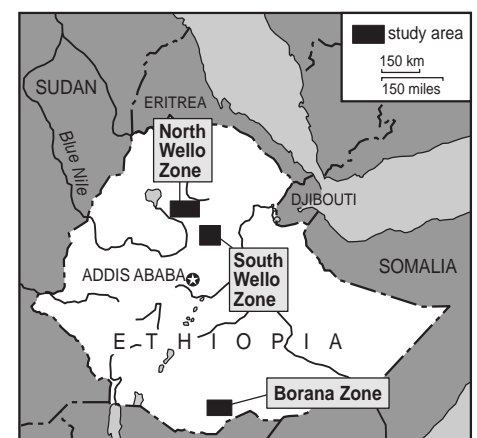 study area
150 km
150 miles
SUDAN
ERITREA
North
Wello
Zone
Blue Nile
DJIBOUTI
ADDIS ABABA
South
Wello
Zone
SOMALIA
ETHIOPIA
Borana Zone